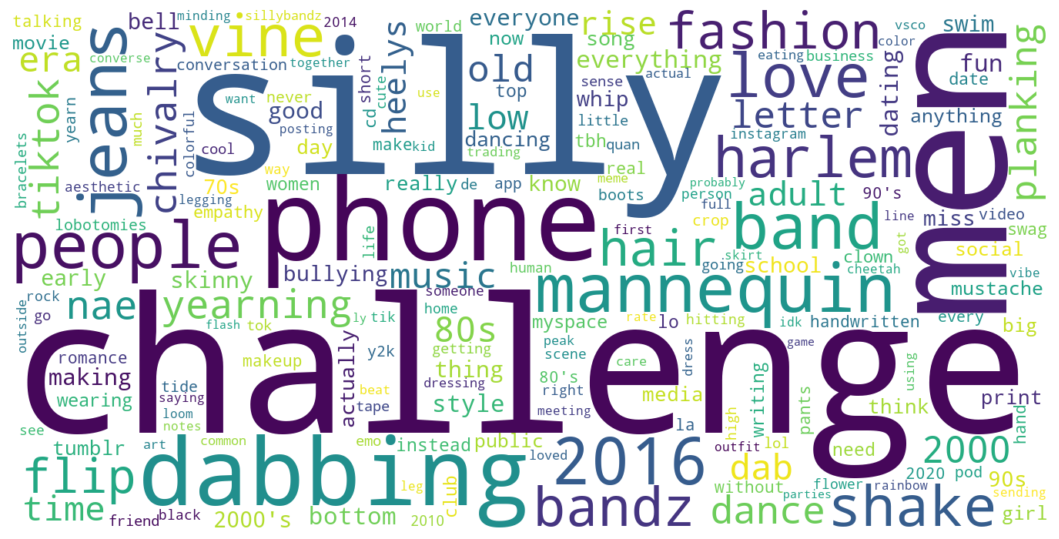 talking
minding
sillybandz
2014
world
everyone
rise
fashion
vsco
swim
movie
bell
vine
silly
now
song
color
era
converse
conversation
together
old
short
everything
eating
business
love
date
fun
men
planking
jeans
chivalry
want
never
good
posting
heelys
top
sense
actual
whip
letter
dating
anything
tiktok
yearn
much
colorful
cool
day
cd
cute
use
low
little
dancing
tbh
quan
instagram
harlem
bracelets
aesthetic
way
70s
make
kid
trading
real
meme
probably
90's
lobotomies
empathy
women
really
de
app
know
boots
person
full
adult
line
miss
video
swag
people
phone
life
first
crop
band
got
social
early
skinny
bullying
music
human
hair
skirt
going
school
clown
cheetah
vibe
mustache
outside
rock
go
nae
yearning
someone
mannequin
every
flash
ly
tik
home
80s
myspace
rate
lo
hitting
idk
handwritten
big
challenge
romance
tok
y2k
getting
peak
scene
dress
game
making
makeup
actually
beat
thing
care
80's
using
print
wearing
tide
saying
loom
notes
tape
dressing
style
right
meeting
media
writing
pants
think
hand
see
tumblr
art
common
emo
instead
public
la
high
lol
need
flip
dabbing
loved
2016
outfit
dab
2020
pod
2000
90s
time
leg
club
without
flower
rainbow
friend
black
2000's
bottom
2010
bandz
dance
parties
shake
sending
girl